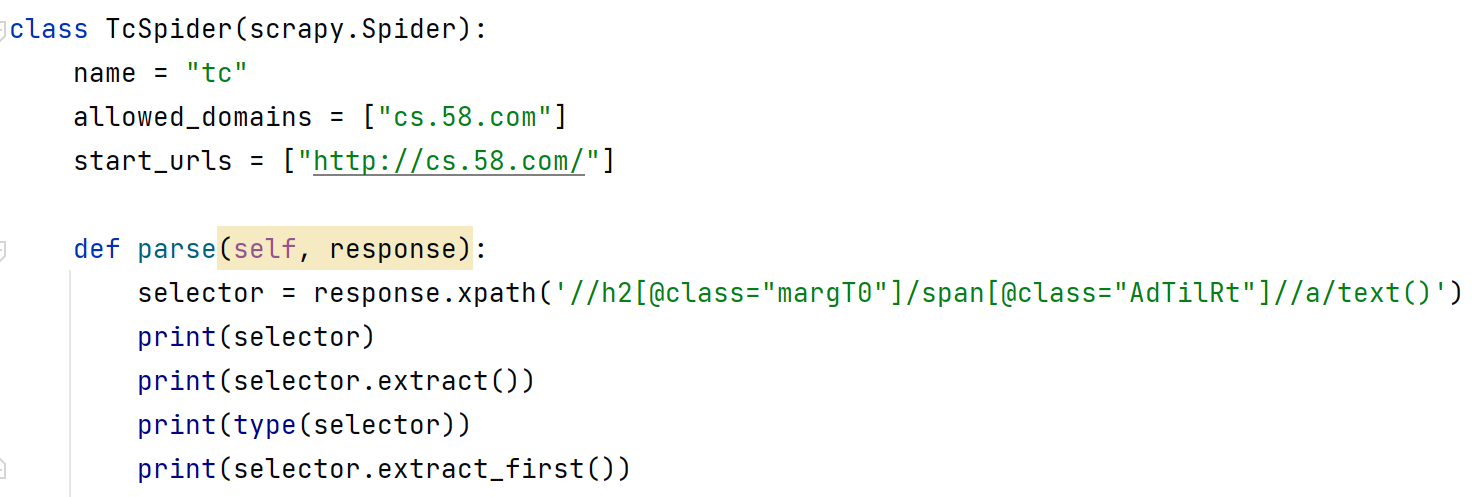 class TcSpider(scrapy.Spider):
    name = "tc"
    allowed_domains = ["cs.58.com"]
    start_urls = ["http://cs.58.com/"]

    def parse(self, response):
        selector = response.xpath('//h2[@class="margT0"]/span[@class="AdTilRt"]//a/text()')
        print(selector)
        print(selector.extract())
        print(type(selector))
        print(selector.extract_first())